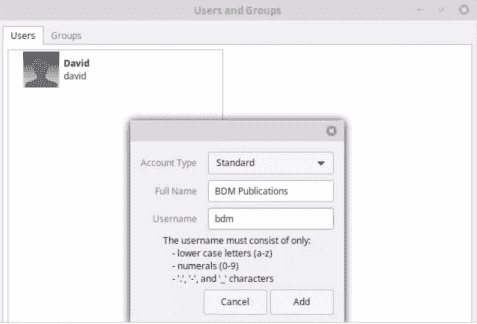 Users and Groups
Users Groups
David
david
Account Type Standard
Full Name BDM Publications
Username bdm
The username must consist of only:
- lower case letters (a-z)
- numerals (0-9)
- '.', '-', and '_' characters
Cancel Add